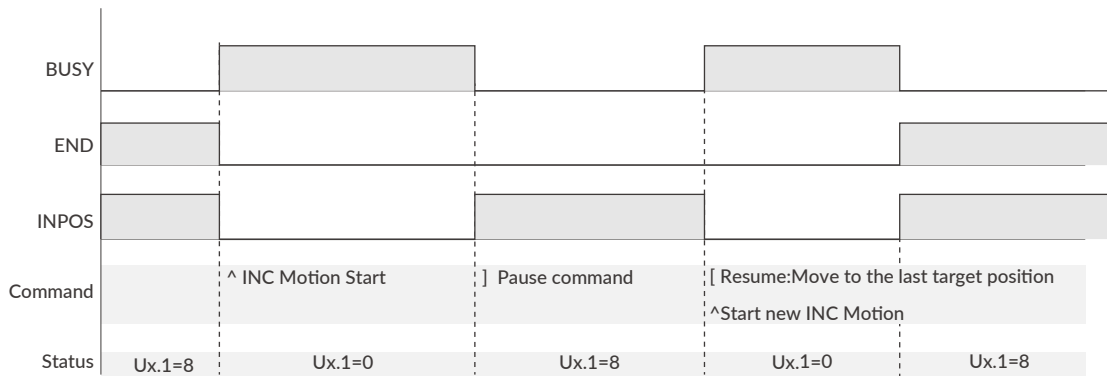 BUSY
END
INPOS
Command
^ INC Motion Start
] Pause command
[ Resume:Move to the last target position
^Start new INC Motion
Status
Ux.1=8
Ux.1=0
Ux.1=8
Ux.1=0
Ux.1=8